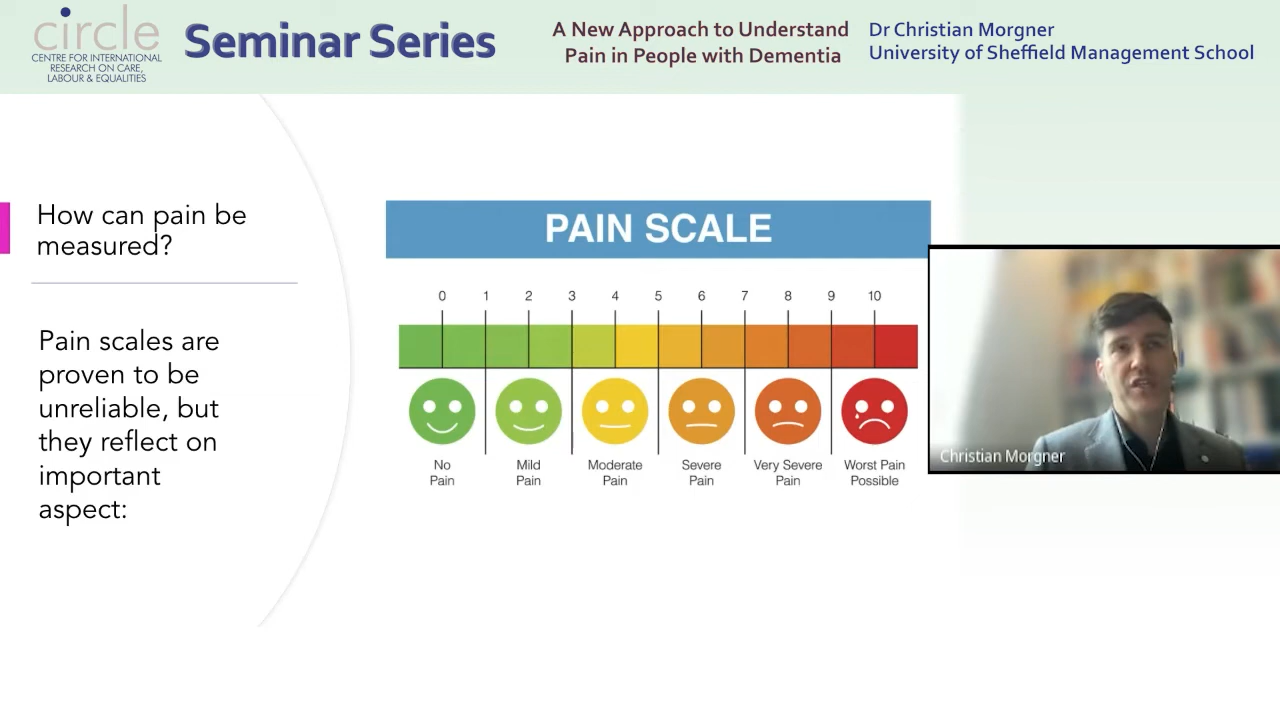 circle
CENTRE FOR INTERNATIONAL
RESEARCH ON CARE,
LABOUR & EQUALITIES
Seminar Series
A New Approach to Understand
Pain in People with Dementia
Dr Christian Morgner
University of Sheffield Management School
How can pain be
measured?
Pain scales are
proven to be
unreliable, but
they reflect on
important
aspect:
PAIN SCALE
0 1 2 3 4 5 6 7 8 9 10
No
Pain
Mild
Pain
Moderate
Pain
Severe
Pain
Very Severe
Pain
Worst Pain
Possible
Christian Morgner